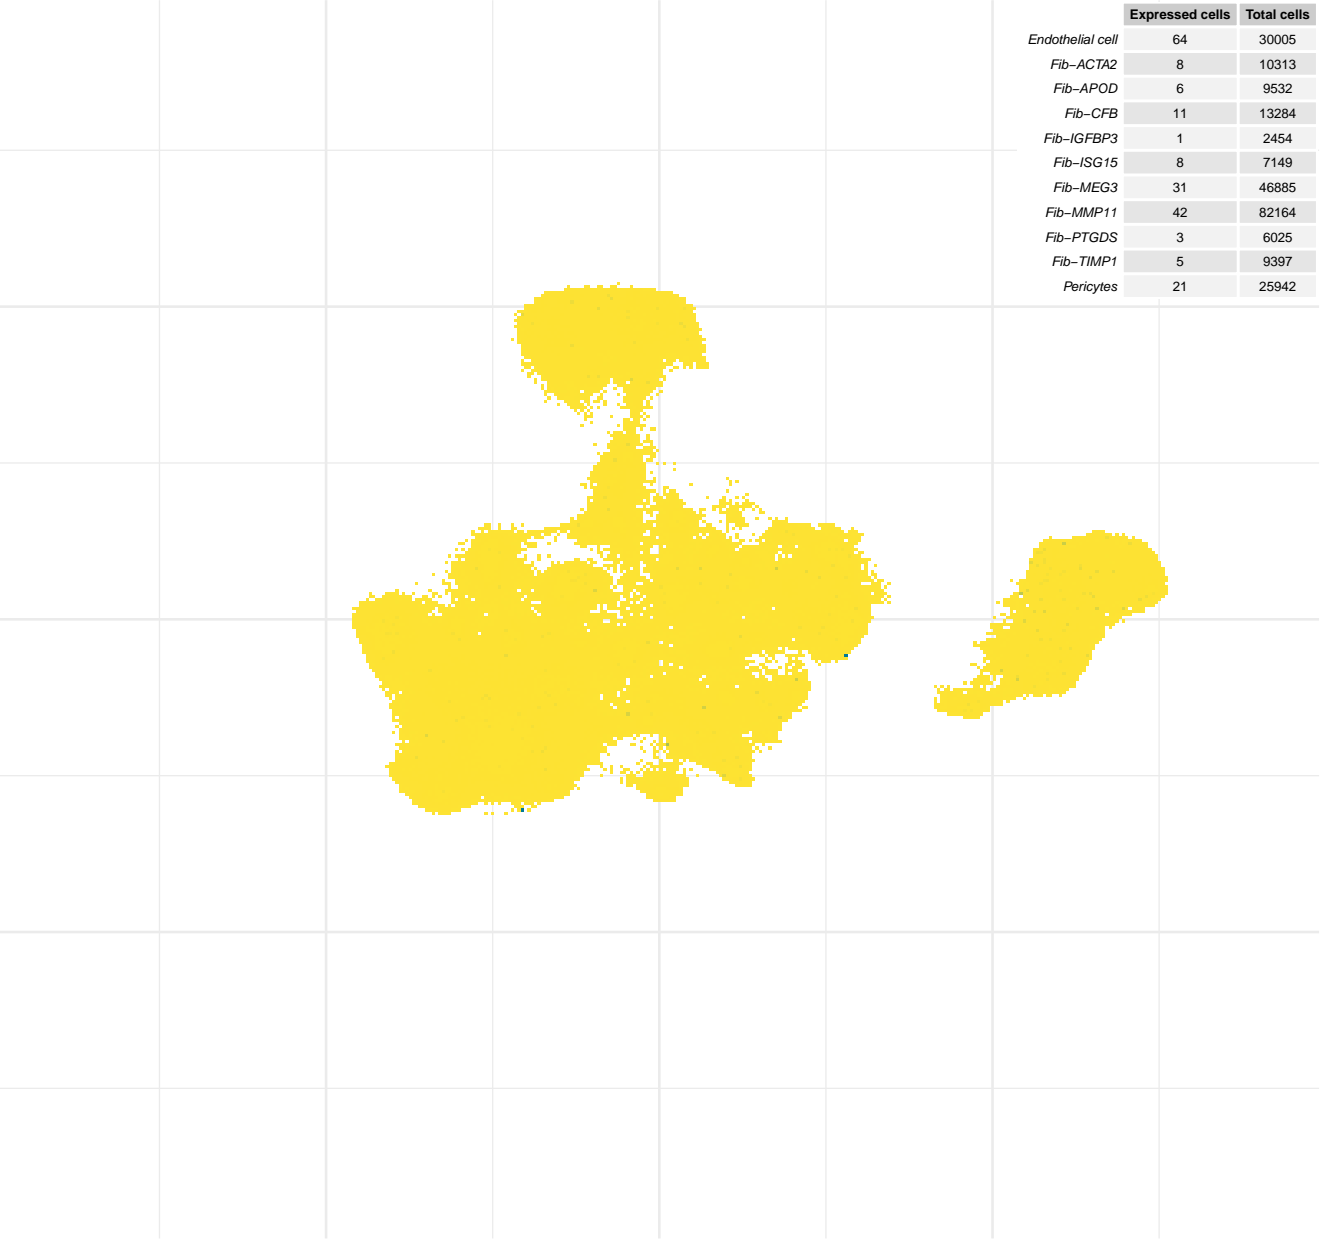 Expressed cells Total cells
Endothelial cell 64 30005
Fib−ACTA2 8 10313
Fib−APOD 6 9532
Fib−CFB 11 13284
Fib−IGFBP3 1 2454
Fib−ISG15 8 7149
Fib−MEG3 31 46885
Fib−MMP11 42 82164
Fib−PTGDS 3 6025
Fib−TIMP1 5 9397
Pericytes 21 25942